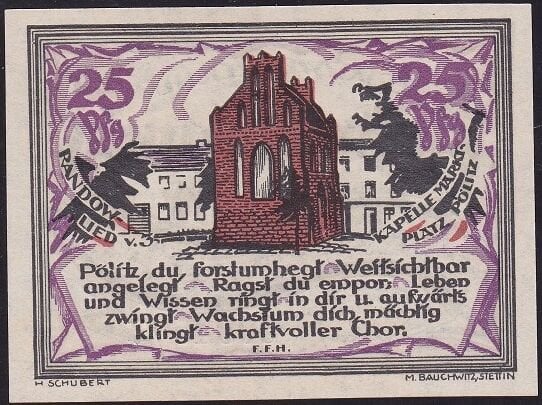 25 Pfg
25 Pfg
RANDOW-
LIED v. 3
KAPELLE MARKT-
PLATZ PÖLITZ
Pölitz du forstumhegt - Weitsichtbar
angelegt - Ragst du empor; - Leben
und Wissen ringt in dir u. aufwärts
zwingt - Wachstum dich, mächtig
klingt - kraftvoller Chor.
F.F.H.
H SCHUBERT
M. BAUCHWITZ, STETTIN